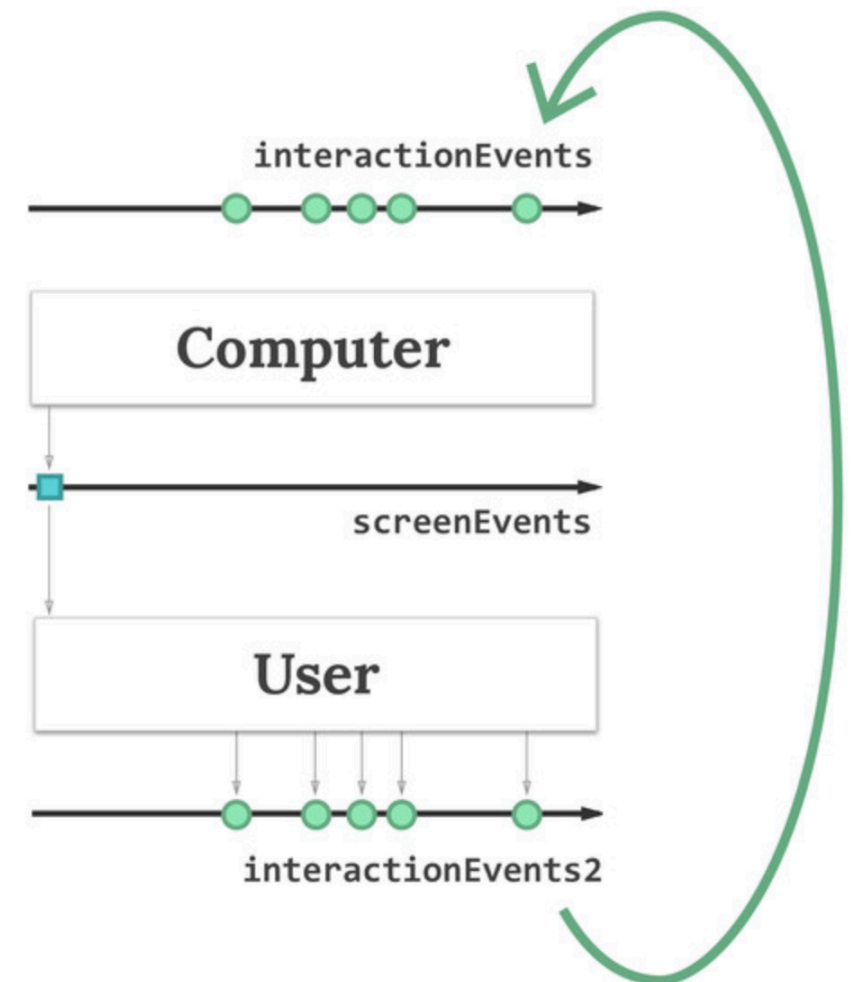 interactionEvents
Computer
screenEvents
User
interactionEvents2